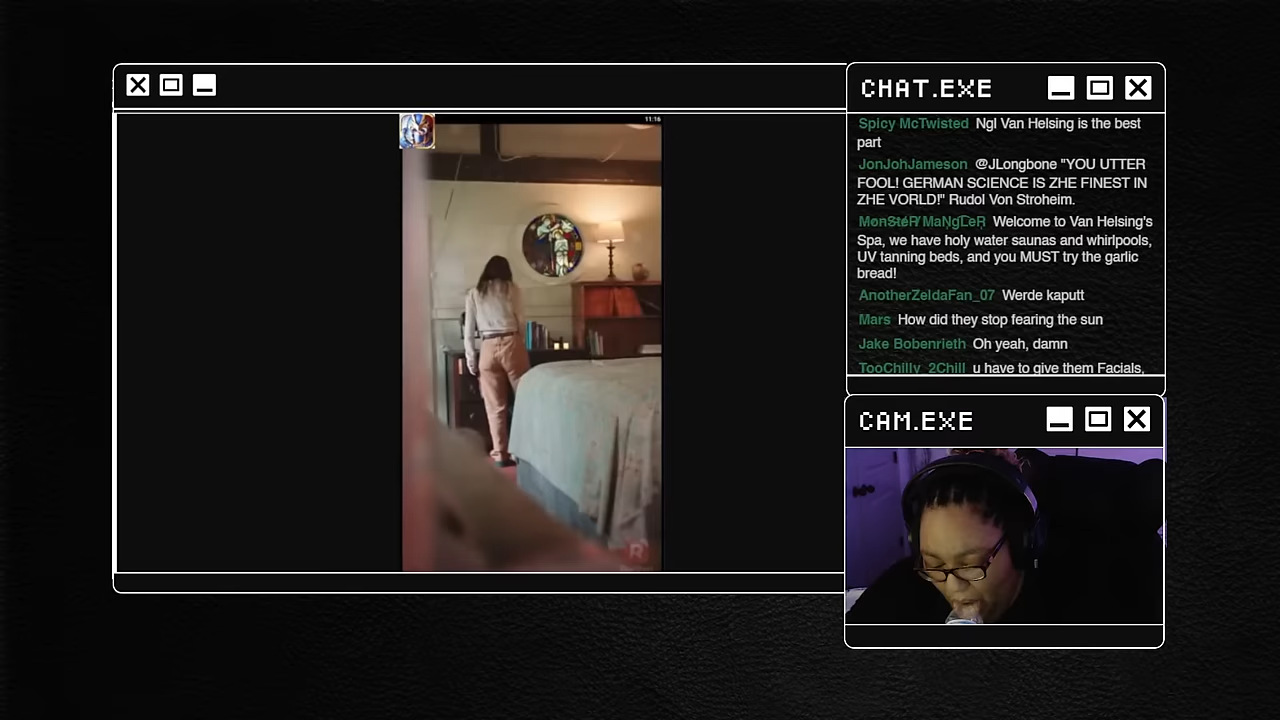 11:16
R
CHAT.EXE
Spicy McTwisted Ngl Van Helsing is the best
part
JonJohJameson @JLongbone "YOU UTTER
FOOL! GERMAN SCIENCE IS ZHE FINEST IN
ZHE VORLD!" Rudol Von Stroheim.
MonSteR MaNgLeR Welcome to Van Helsing's
Spa, we have holy water saunas and whirlpools,
UV tanning beds, and you MUST try the garlic
bread!
AnotherZeldaFan_07 Werde kaputt
Mars How did they stop fearing the sun
Jake Bobenrieth Oh yeah, damn
TooChilly_2Chill u have to give them Facials,
CAM.EXE